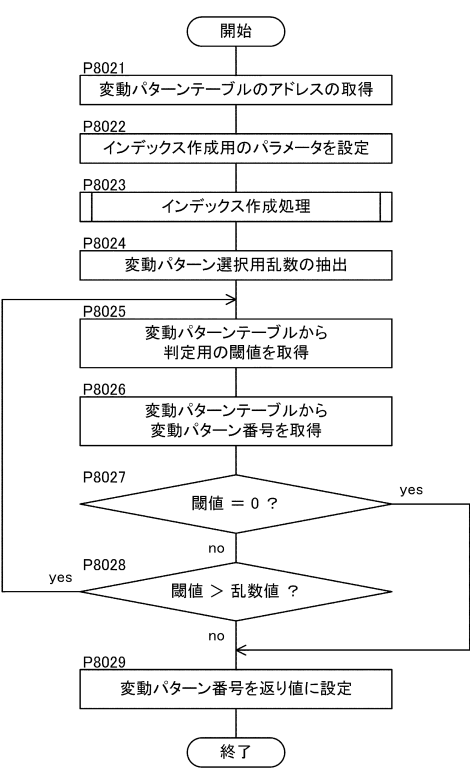 開始
P8021
変動パターンテーブルのアドレスの取得
P8022
インデックス作成用のパラメータを設定
P8023
インデックス作成処理
P8024
変動パターン選択用乱数の抽出
P8025
変動パターンテーブルから
判定用の閾値を取得
P8026
変動パターンテーブルから
変動パターン番号を取得
P8027
閾値 = 0 ?
yes
no
P8028
閾値 > 乱数値 ?
yes
no
P8029
変動パターン番号を返り値に設定
終了